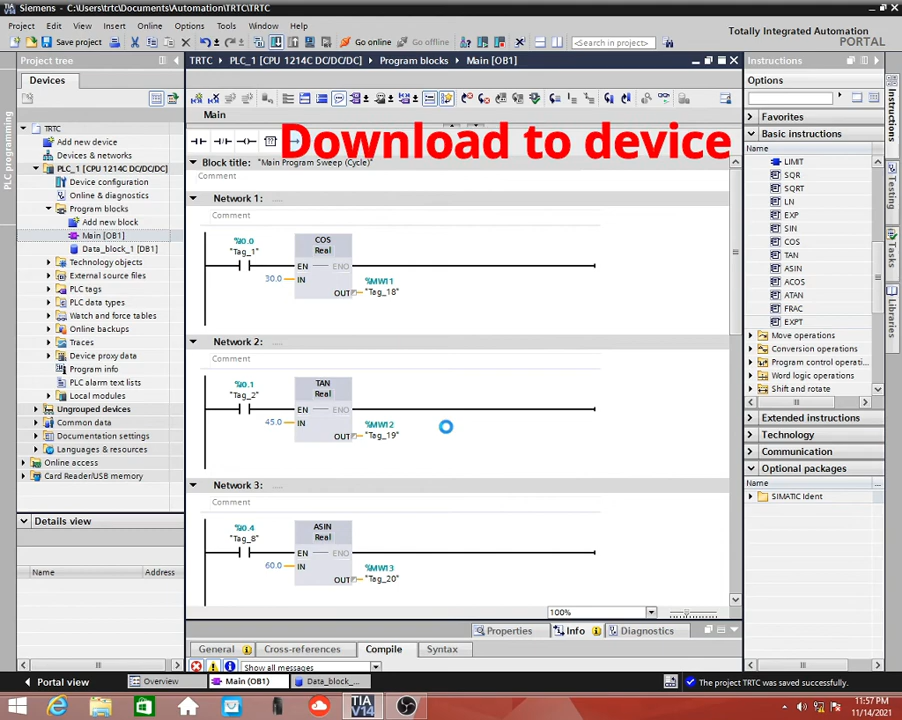 Siemens - C:\Users\trtc\Documents\Automation\TRTC\TRTC
Project Edit View Insert Online Options Tools Window Help
Totally Integrated Automation
PORTAL
Save project
Go online
Go offline
<Search in project>
Project tree
TRTC ▸ PLC_1 [CPU 1214C DC/DC/DC] ▸ Program blocks ▸ Main [OB1]
Instructions
Devices
Options
PLC programming
Main
Download to device
Block title: "Main Program Sweep (Cycle)"
Comment
TRTC
Add new device
Devices & networks
PLC_1 [CPU 1214C DC/DC/DC]
Device configuration
Online & diagnostics
Program blocks
Add new block
Main [OB1]
Data_block_1 [DB1]
Technology objects
External source files
PLC tags
PLC data types
Watch and force tables
Online backups
Traces
Device proxy data
Program info
PLC alarm text lists
Local modules
Ungrouped devices
Common data
Documentation settings
Languages & resources
Online access
Card Reader/USB memory
Details view
Name Address
Network 1: .....
Comment
%I0.0
"Tag_1"
COS
Real
EN ENO
30.0 IN
%MW11
OUT "Tag_18"
Network 2: .....
Comment
%I0.1
"Tag_2"
TAN
Real
EN ENO
45.0 IN
%MW12
OUT "Tag_19"
Network 3: .....
Comment
%I0.4
"Tag_8"
ASIN
Real
EN ENO
60.0 IN
%MW13
OUT "Tag_20"
100%
Properties
Info
Diagnostics
General
Cross-references
Compile
Syntax
Show all messages
Favorites
Basic instructions
Name
LIMIT
SQR
SQRT
LN
EXP
SIN
COS
TAN
ASIN
ACOS
ATAN
FRAC
EXPT
Move operations
Conversion operations
Program control operati...
Word logic operations
Shift and rotate
Extended instructions
Technology
Communication
Optional packages
Name
SIMATIC Ident
Instructions
Testing
Tasks
Libraries
Portal view
Overview
Main (OB1)
Data_block_...
The project TRTC was saved successfully.
TIA
V14
11:57 PM
11/14/2021